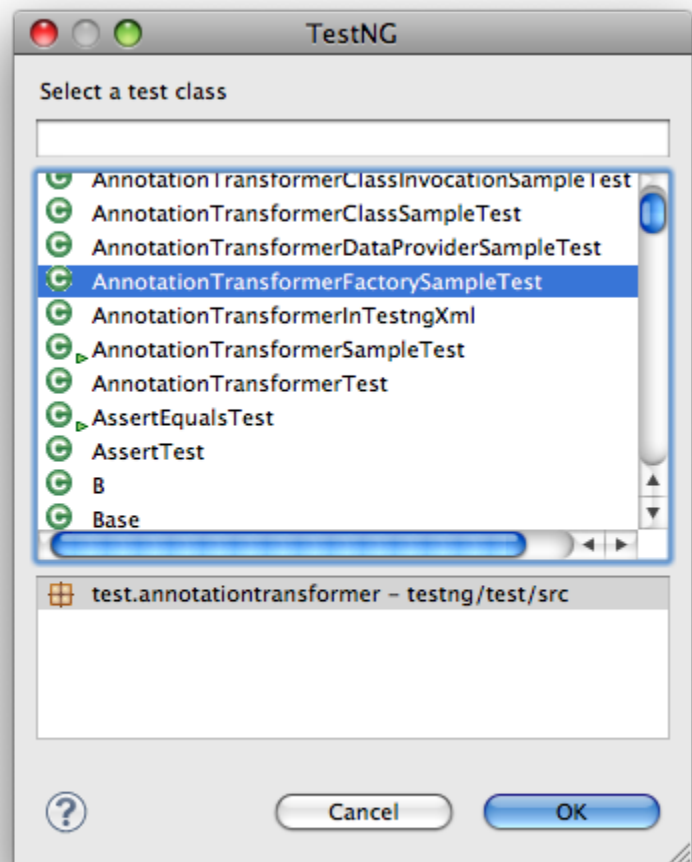 TestNG
Select a test class
AnnotationTransformerClassInvocationSampleTest
AnnotationTransformerClassSampleTest
AnnotationTransformerDataProviderSampleTest
AnnotationTransformerFactorySampleTest
AnnotationTransformerInTestngXml
AnnotationTransformerSampleTest
AnnotationTransformerTest
AssertEqualsTest
AssertTest
B
Base
test.annotationtransformer – testng/test/src
? Cancel OK